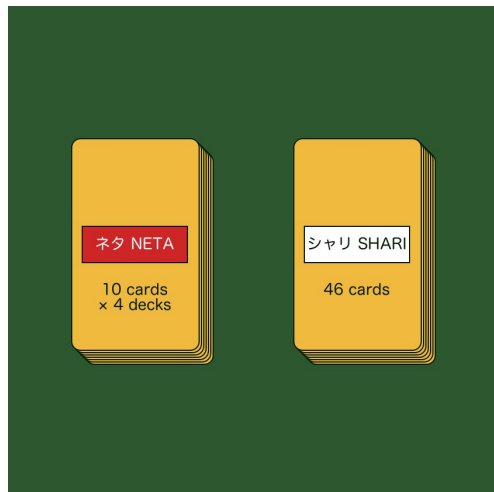 ネタ NETA
10 cards
× 4 decks
シャリ SHARI
46 cards